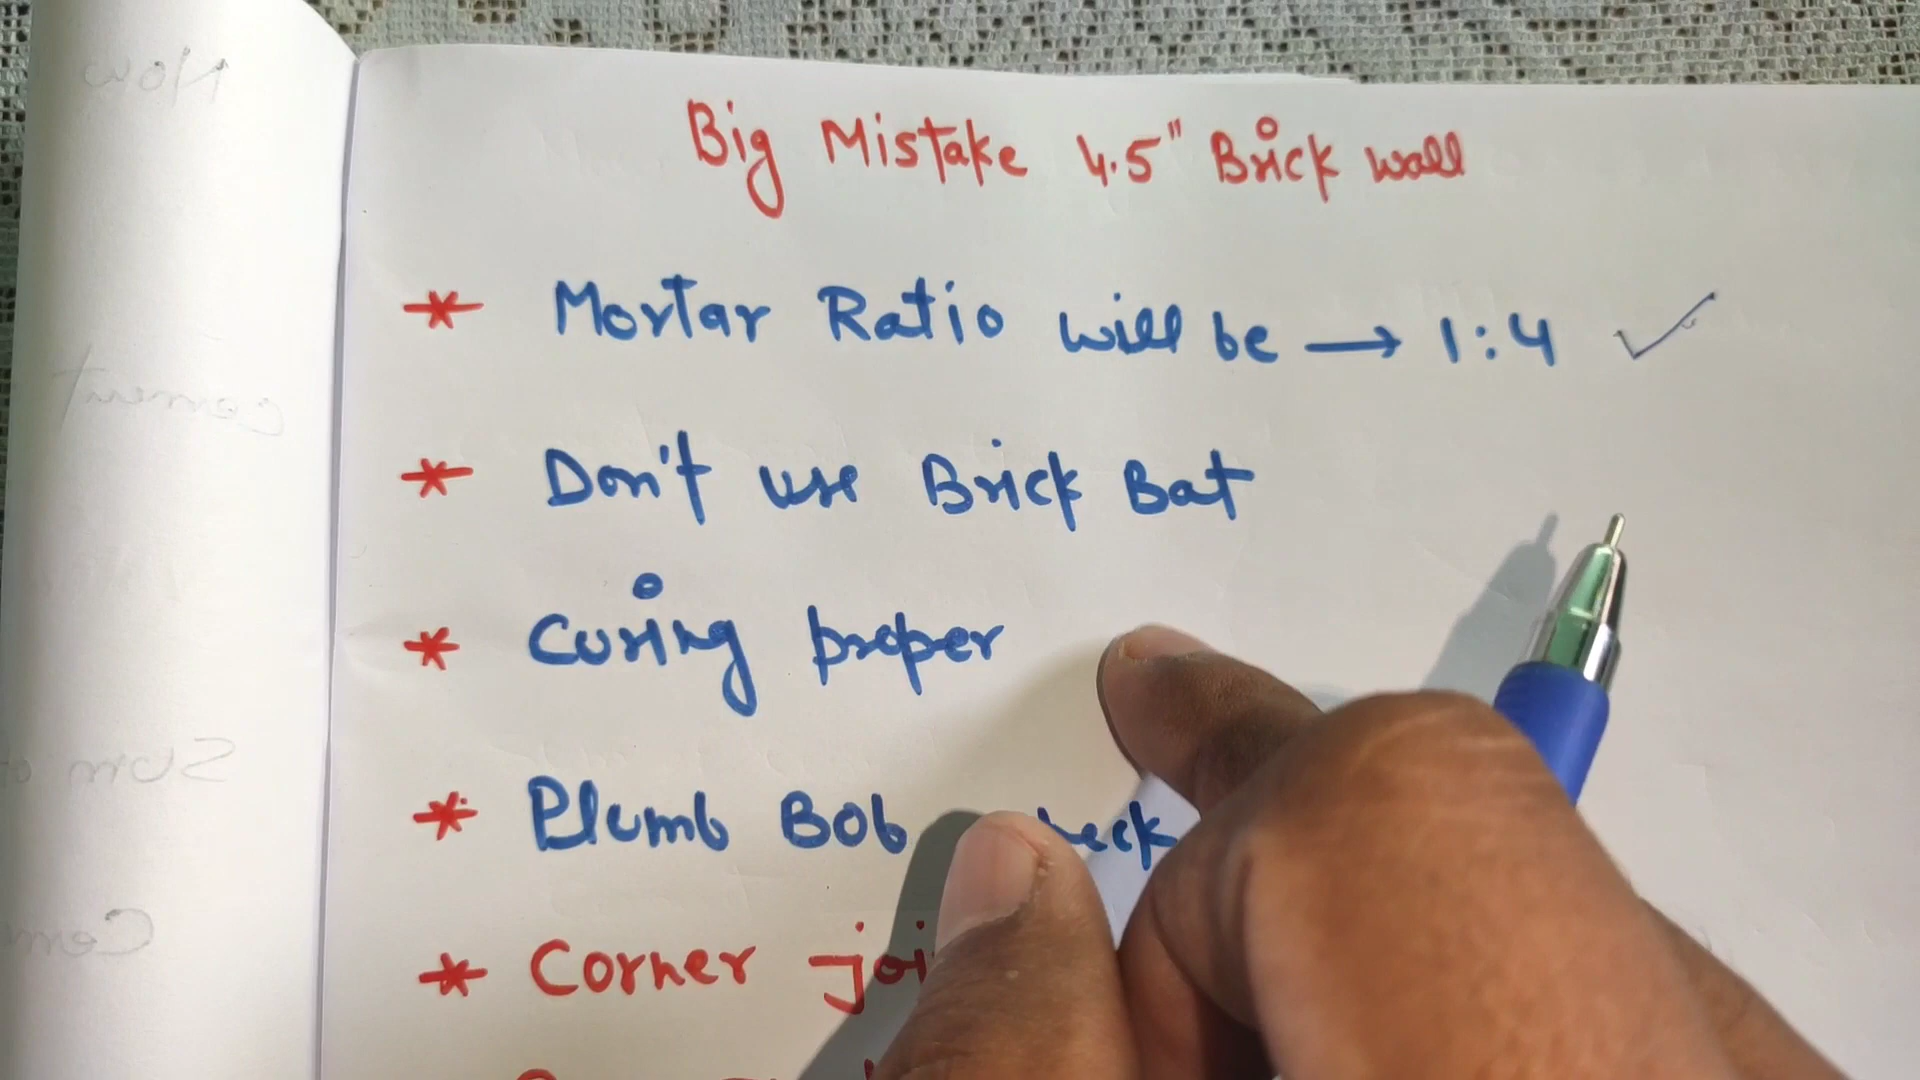 Big Mistake 4.5" Brick wall
* Mortar Ratio will be → 1:4 ✓
* Don't use Brick Bat
* Curing proper
* Plumb Bob
* Corner